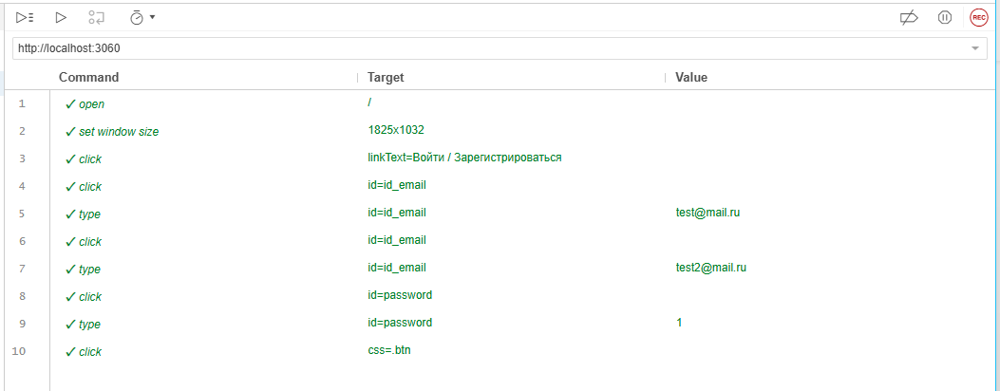 REC
http://localhost:3060
Command Target Value
1 ✓ open /
2 ✓ set window size 1825x1032
3 ✓ click linkText=Войти / Зарегистрироваться
4 ✓ click id=id_email
5 ✓ type id=id_email test@mail.ru
6 ✓ click id=id_email
7 ✓ type id=id_email test2@mail.ru
8 ✓ click id=password
9 ✓ type id=password 1
10 ✓ click css=.btn